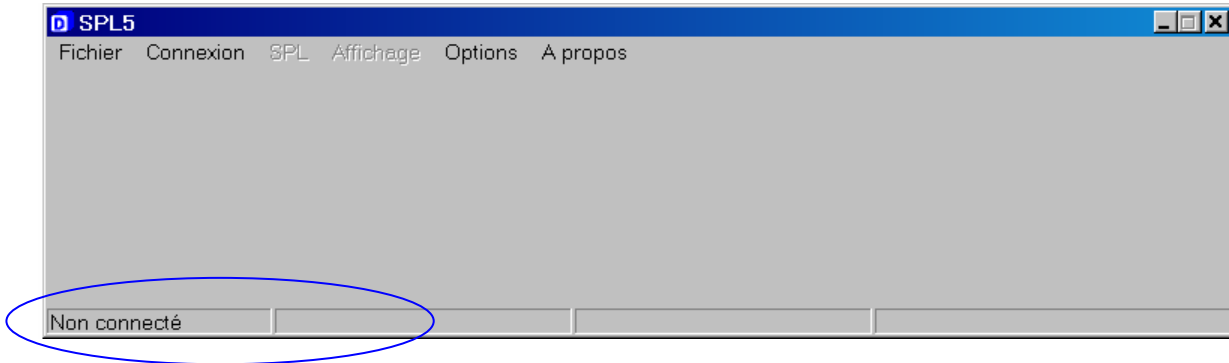 SPL5
Fichier Connexion SPL Affichage Options A propos
Non connecté